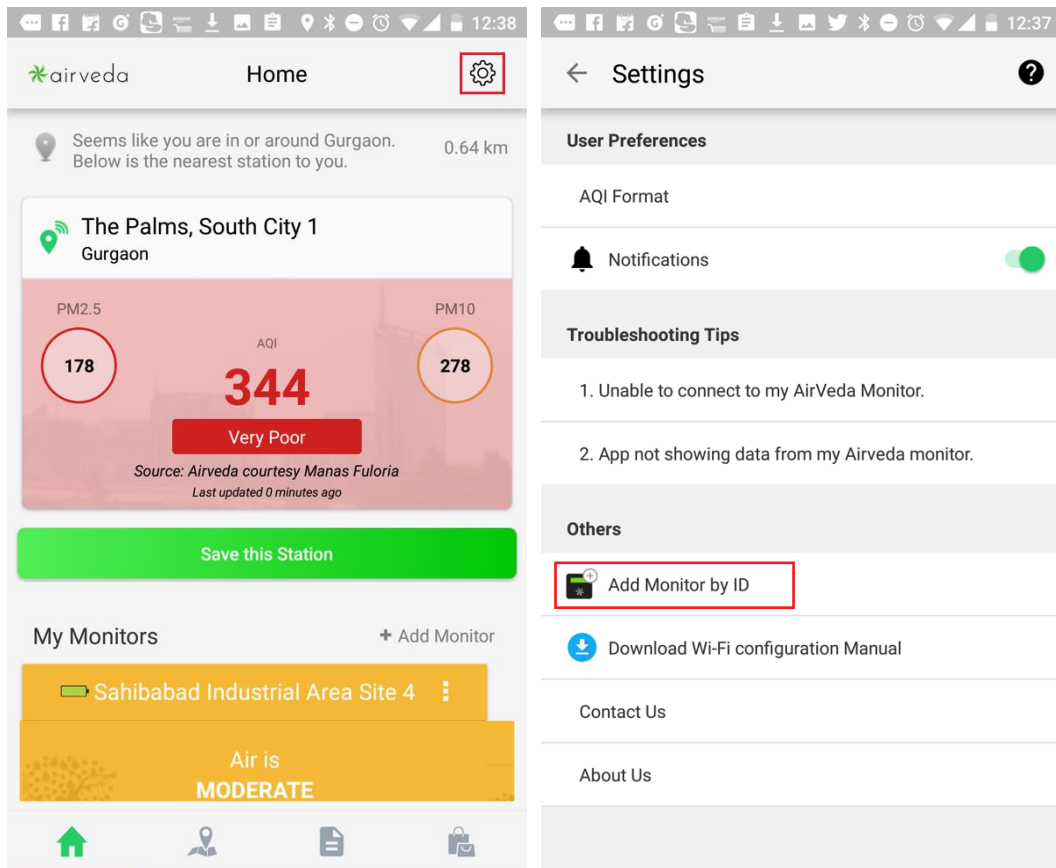 12:38
airveda
Home
Seems like you are in or around Gurgaon.
Below is the nearest station to you.
0.64 km
The Palms, South City 1
Gurgaon
PM2.5
178
AQI
344
Very Poor
PM10
278
Source: Airveda courtesy Manas Fuloria
Last updated 0 minutes ago
Save this Station
My Monitors
+ Add Monitor
Sahibabad Industrial Area Site 4
Air is
MODERATE
12:37
Settings
User Preferences
AQI Format
Notifications
Troubleshooting Tips
1. Unable to connect to my AirVeda Monitor.
2. App not showing data from my Airveda monitor.
Others
Add Monitor by ID
Download Wi-Fi configuration Manual
Contact Us
About Us